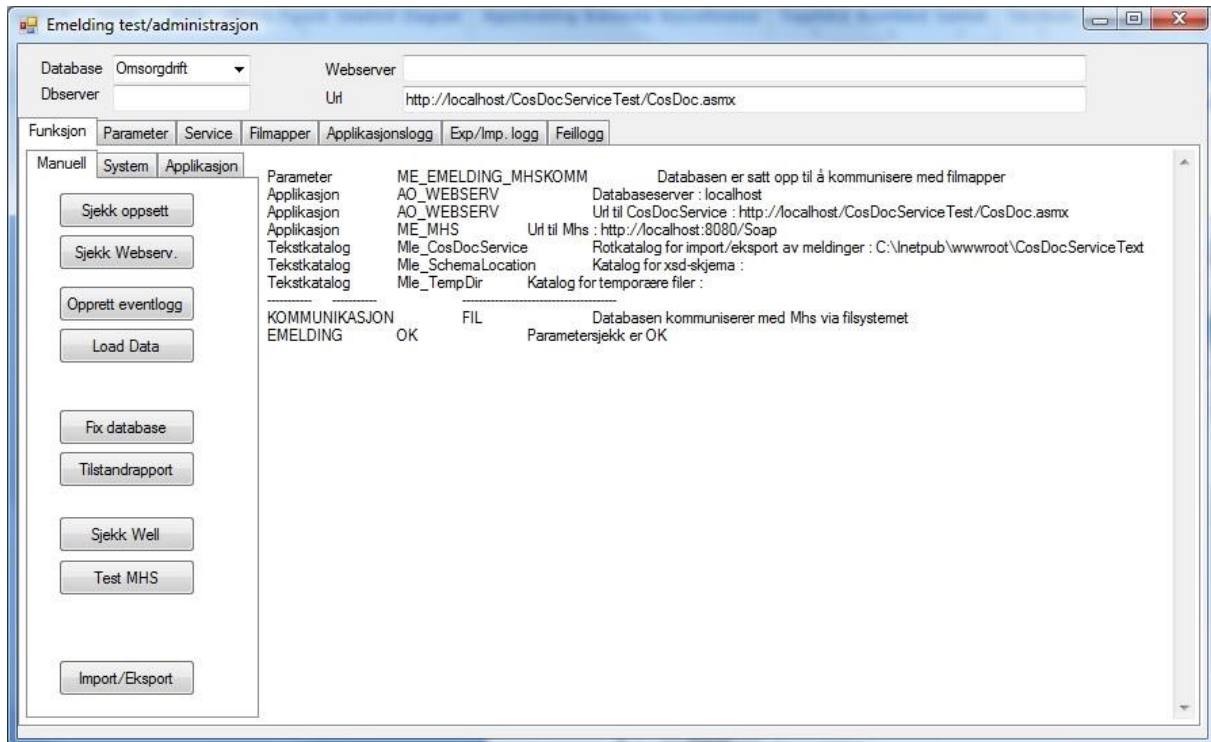 Emelding test/administrasjon
Database Omsorgdrift Webserver
Dbserver Url http://localhost/CosDocServiceTest/CosDoc.asmx
Funksjon Parameter Service Filmapper Applikasjonslogg Exp/Imp. logg Feillogg
Manuell System Applikasjon
Sjekk oppsett
Sjekk Webserv.
Opprett eventlogg
Load Data
Fix database
Tilstandrapport
Sjekk Well
Test MHS
Import/Eksport
Parameter ME_EMELDING_MHSKOMM Databasen er satt opp til å kommunisere med filmapper
Applikasjon AO_WEBSERV Databaseserver : localhost
Applikasjon AO_WEBSERV Url til CosDocService : http://localhost/CosDocServiceTest/CosDoc.asmx
Applikasjon ME_MHS Url til Mhs : http://localhost:8080/Soap
Tekstkatalog Mle_CosDocService Rotkatalog for import/eksport av meldinger : C:\Inetpub\wwwroot\CosDocServiceText
Tekstkatalog Mle_SchemaLocation Katalog for xsd-skjema :
Tekstkatalog Mle_TempDir Katalog for temporære filer :
KOMMUNIKASJON FIL Databasen kommuniserer med Mhs via filsystemet
EMELDING OK Parametersjekk er OK